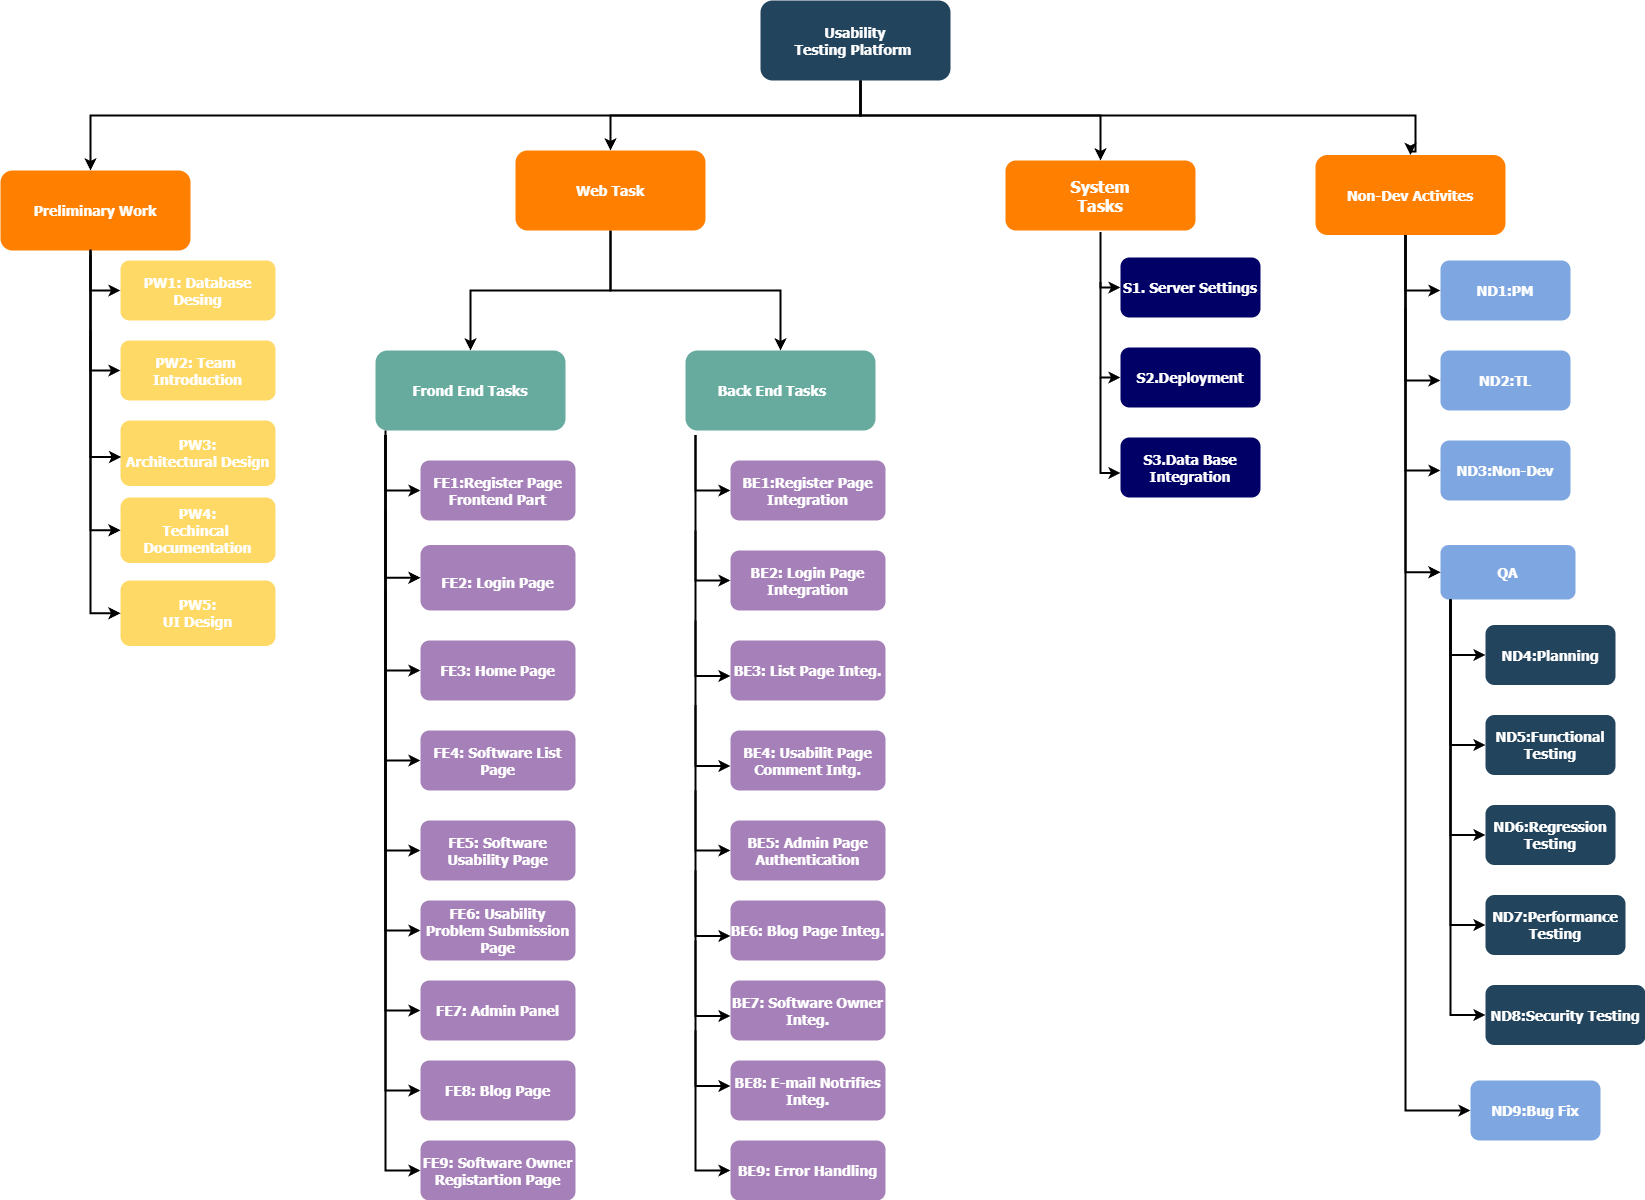 Usability
Testing Platform
Preliminary Work
Web Task
System
Tasks
Non-Dev Activites
PW1: Database
Desing
PW2: Team
Introduction
PW3:
Architectural Design
PW4:
Techincal
Documentation
PW5:
UI Design
Frond End Tasks
FE1:Register Page
Frontend Part
FE2: Login Page
FE3: Home Page
FE4: Software List
Page
FE5: Software
Usability Page
FE6: Usability
Problem Submission
Page
FE7: Admin Panel
FE8: Blog Page
FE9: Software Owner
Registartion Page
Back End Tasks
BE1:Register Page
Integration
BE2: Login Page
Integration
BE3: List Page Integ.
BE4: Usabilit Page
Comment Intg.
BE5: Admin Page
Authentication
BE6: Blog Page Integ.
BE7: Software Owner
Integ.
BE8: E-mail Notrifies
Integ.
BE9: Error Handling
S1. Server Settings
S2.Deployment
S3.Data Base
Integration
ND1:PM
ND2:TL
ND3:Non-Dev
QA
ND4:Planning
ND5:Functional
Testing
ND6:Regression
Testing
ND7:Performance
Testing
ND8:Security Testing
ND9:Bug Fix